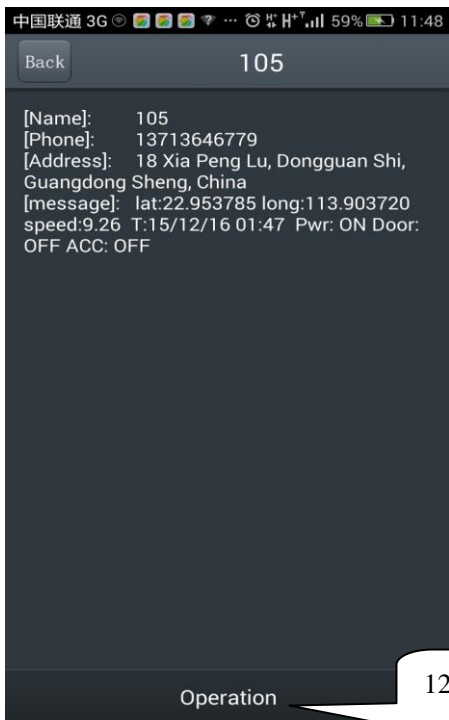 中国联通 3G 59% 11:48
Back
105
[Name]: 105
[Phone]: 13713646779
[Address]: 18 Xia Peng Lu, Dongguan Shi,
Guangdong Sheng, China
[message]: lat:22.953785 long:113.903720
speed:9.26 T:15/12/16 01:47 Pwr: ON Door:
OFF ACC: OFF
Operation
12